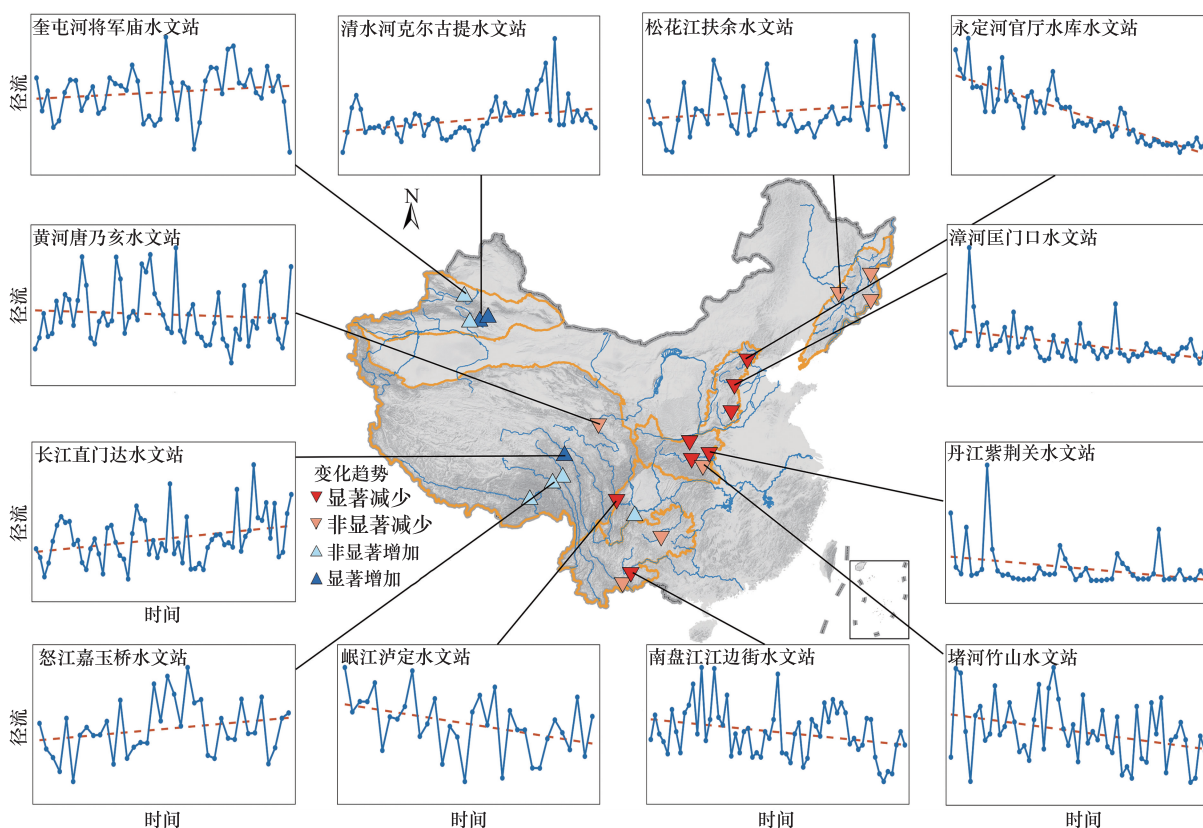 奎屯河将军庙水文站
清水河克尔古提水文站
松花江扶余水文站
永定河官厅水库水文站
径流
N
黄河唐乃亥水文站
漳河匡门口水文站
径流
长江直门达水文站
丹江紫荆关水文站
径流
时间
变化趋势
显著减少
非显著减少
非显著增加
显著增加
怒江嘉玉桥水文站
岷江泸定水文站
南盘江江边街水文站
堵河竹山水文站
径流
时间
时间
时间
时间